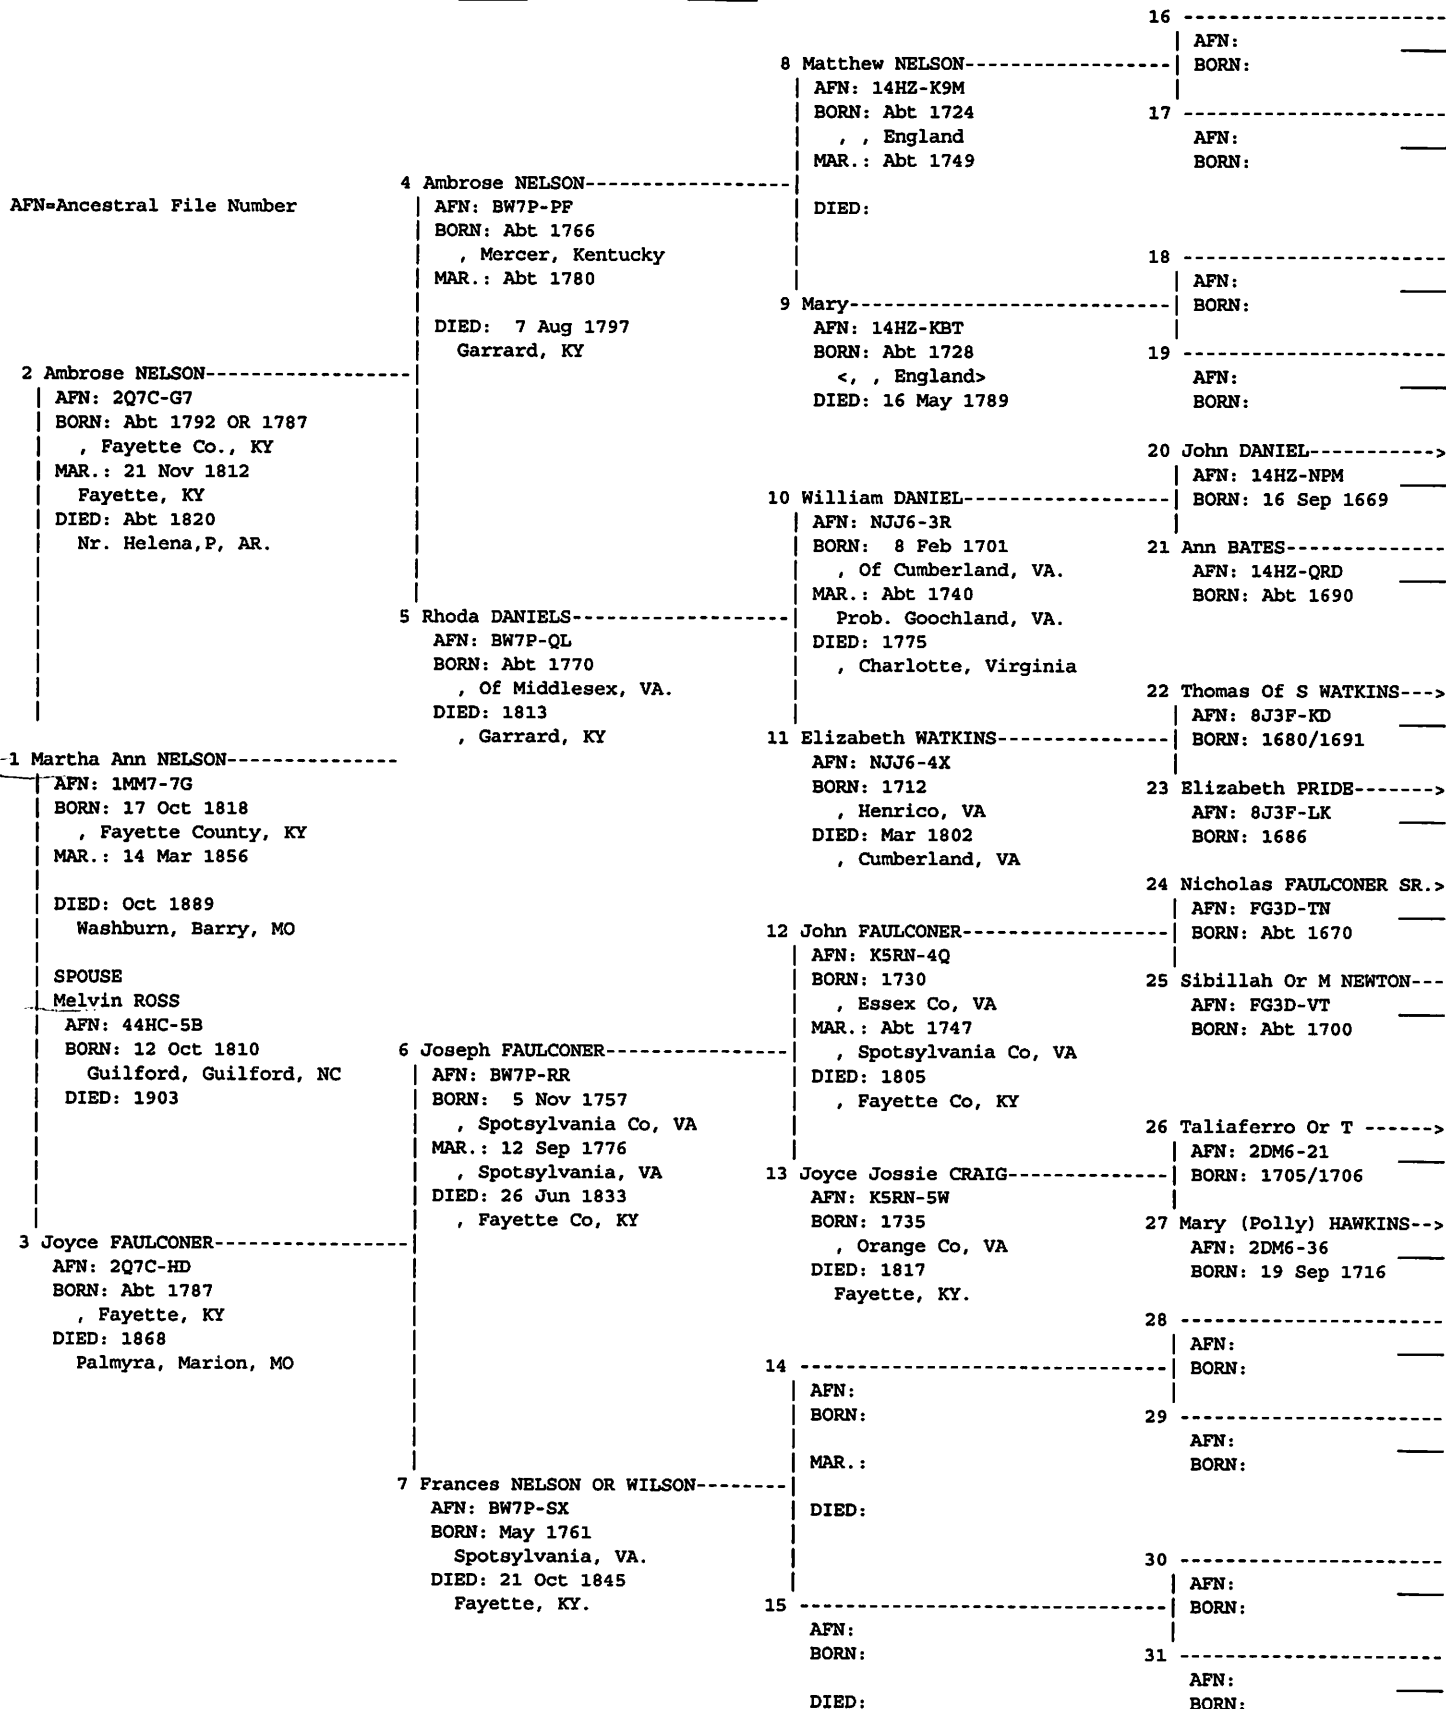 AFN=Ancestral File Number
1 Martha Ann NELSON---------------
AFN: 1MM7-7G
BORN: 17 Oct 1818
, Fayette County, KY
MAR.: 14 Mar 1856
DIED: Oct 1889
Washburn, Barry, MO
SPOUSE
Melvin ROSS
AFN: 44HC-5B
BORN: 12 Oct 1810
Guilford, Guilford, NC
DIED: 1903
2 Ambrose NELSON-----------------
AFN: 2Q7C-G7
BORN: Abt 1792 OR 1787
, Fayette Co., KY
MAR.: 21 Nov 1812
Fayette, KY
DIED: Abt 1820
Nr. Helena,P, AR.
3 Joyce FAULCONER-----------------
AFN: 2Q7C-HD
BORN: Abt 1787
, Fayette, KY
DIED: 1868
Palmyra, Marion, MO
4 Ambrose NELSON-----------------
AFN: BW7P-PF
BORN: Abt 1766
, Mercer, Kentucky
MAR.: Abt 1780
DIED: 7 Aug 1797
Garrard, KY
5 Rhoda DANIELS------------------
AFN: BW7P-QL
BORN: Abt 1770
, Of Middlesex, VA.
DIED: 1813
, Garrard, KY
6 Joseph FAULCONER---------------
AFN: BW7P-RR
BORN: 5 Nov 1757
, Spotsylvania Co, VA
MAR.: 12 Sep 1776
, Spotsylvania, VA
DIED: 26 Jun 1833
, Fayette Co, KY
7 Frances NELSON OR WILSON--------
AFN: BW7P-SX
BORN: May 1761
Spotsylvania, VA.
DIED: 21 Oct 1845
Fayette, KY.
8 Matthew NELSON-----------------
AFN: 14HZ-K9M
BORN: Abt 1724
, , England
MAR.: Abt 1749
DIED:
9 Mary---------------------------
AFN: 14HZ-KBT
BORN: Abt 1728
<, , England>
DIED: 16 May 1789
10 William DANIEL-----------------
AFN: NJJ6-3R
BORN: 8 Feb 1701
, Of Cumberland, VA.
MAR.: Abt 1740
Prob. Goochland, VA.
DIED: 1775
, Charlotte, Virginia
11 Elizabeth WATKINS--------------
AFN: NJJ6-4X
BORN: 1712
, Henrico, VA
DIED: Mar 1802
, Cumberland, VA
12 John FAULCONER-----------------
AFN: K5RN-4Q
BORN: 1730
, Essex Co, VA
MAR.: Abt 1747
, Spotsylvania Co, VA
DIED: 1805
, Fayette Co, KY
13 Joyce Jossie CRAIG-------------
AFN: K5RN-5W
BORN: 1735
, Orange Co, VA
DIED: 1817
Fayette, KY.
14 ------------------------------
AFN:
BORN:
MAR.:
DIED:
15 ------------------------------
AFN:
BORN:
DIED:
16 ----------------------
AFN:
BORN:
17 ----------------------
AFN:
BORN:
18 ----------------------
AFN:
BORN:
19 ----------------------
AFN:
BORN:
20 John DANIEL----------->
AFN: 14HZ-NPM
BORN: 16 Sep 1669
21 Ann BATES-------------
AFN: 14HZ-QRD
BORN: Abt 1690
22 Thomas Of S WATKINS--->
AFN: 8J3F-KD
BORN: 1680/1691
23 Elizabeth PRIDE------->
AFN: 8J3F-LK
BORN: 1686
24 Nicholas FAULCONER SR.>
AFN: FG3D-TN
BORN: Abt 1670
25 Sibillah Or M NEWTON---
AFN: FG3D-VT
BORN: Abt 1700
26 Taliaferro Or T ------>
AFN: 2DM6-21
BORN: 1705/1706
27 Mary (Polly) HAWKINS-->
AFN: 2DM6-36
BORN: 19 Sep 1716
28 ----------------------
AFN:
BORN:
29 ----------------------
AFN:
BORN:
30 ----------------------
AFN:
BORN:
31 ----------------------
AFN:
BORN: